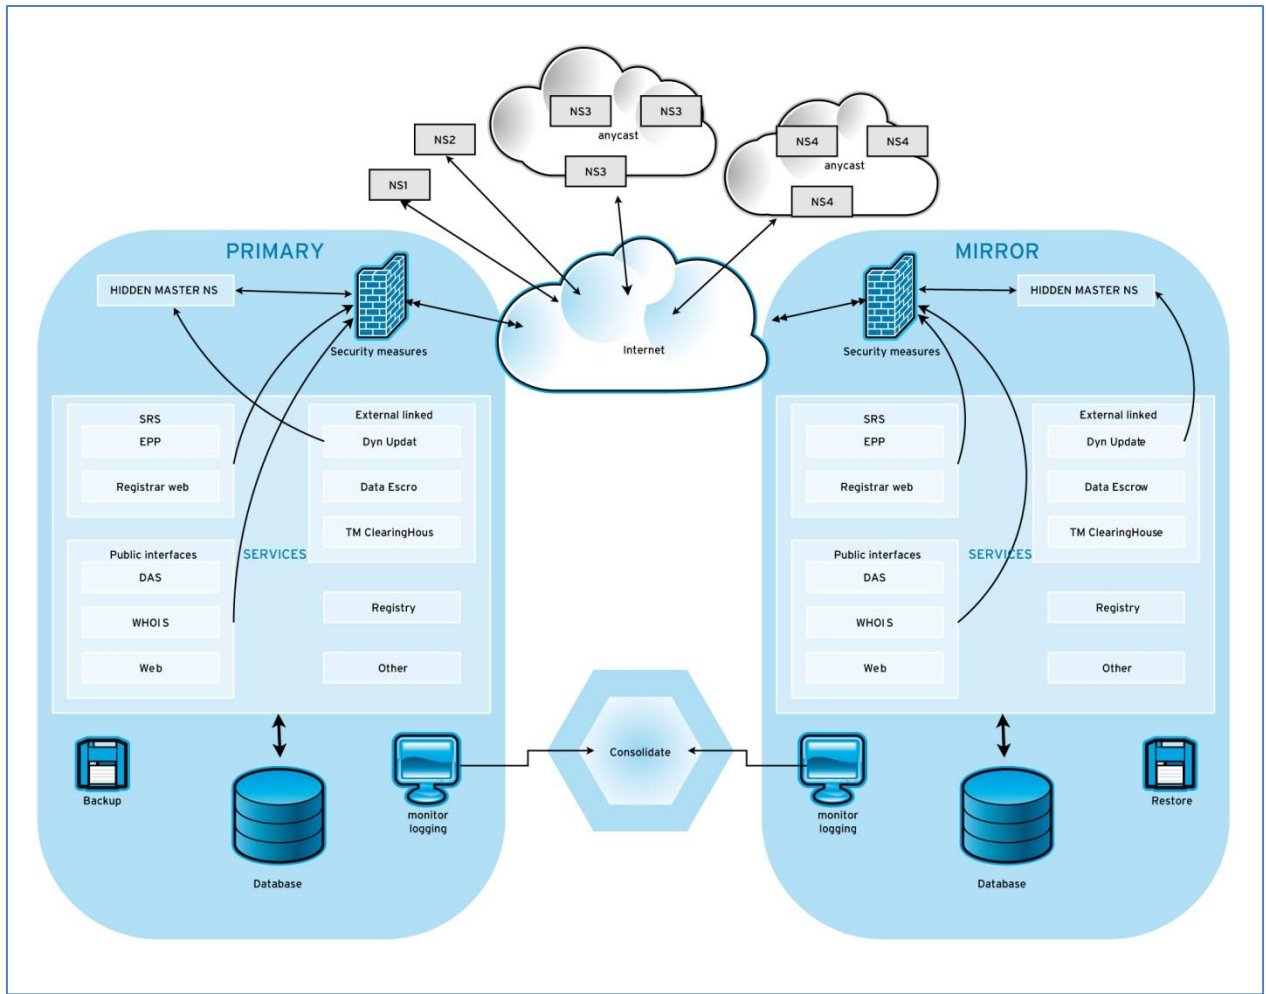 NS3
NS3
anycast
NS3
NS4
NS4
anycast
NS4
NS2
NS1
PRIMARY
HIDDEN MASTER NS
Security measures
Internet
MIRROR
HIDDEN MASTER NS
Security measures
SRS
EPP
Registrar web
External linked
Dyn Updat
Data Escro
TM ClearingHous
SERVICES
Public interfaces
DAS
WHOIS
Web
Registry
Other
SRS
EPP
Registrar web
External linked
Dyn Update
Data Escrow
TM ClearingHouse
SERVICES
Public interfaces
DAS
WHOIS
Web
Registry
Other
Backup
Database
monitor
logging
Consolidate
monitor
logging
Database
Restore